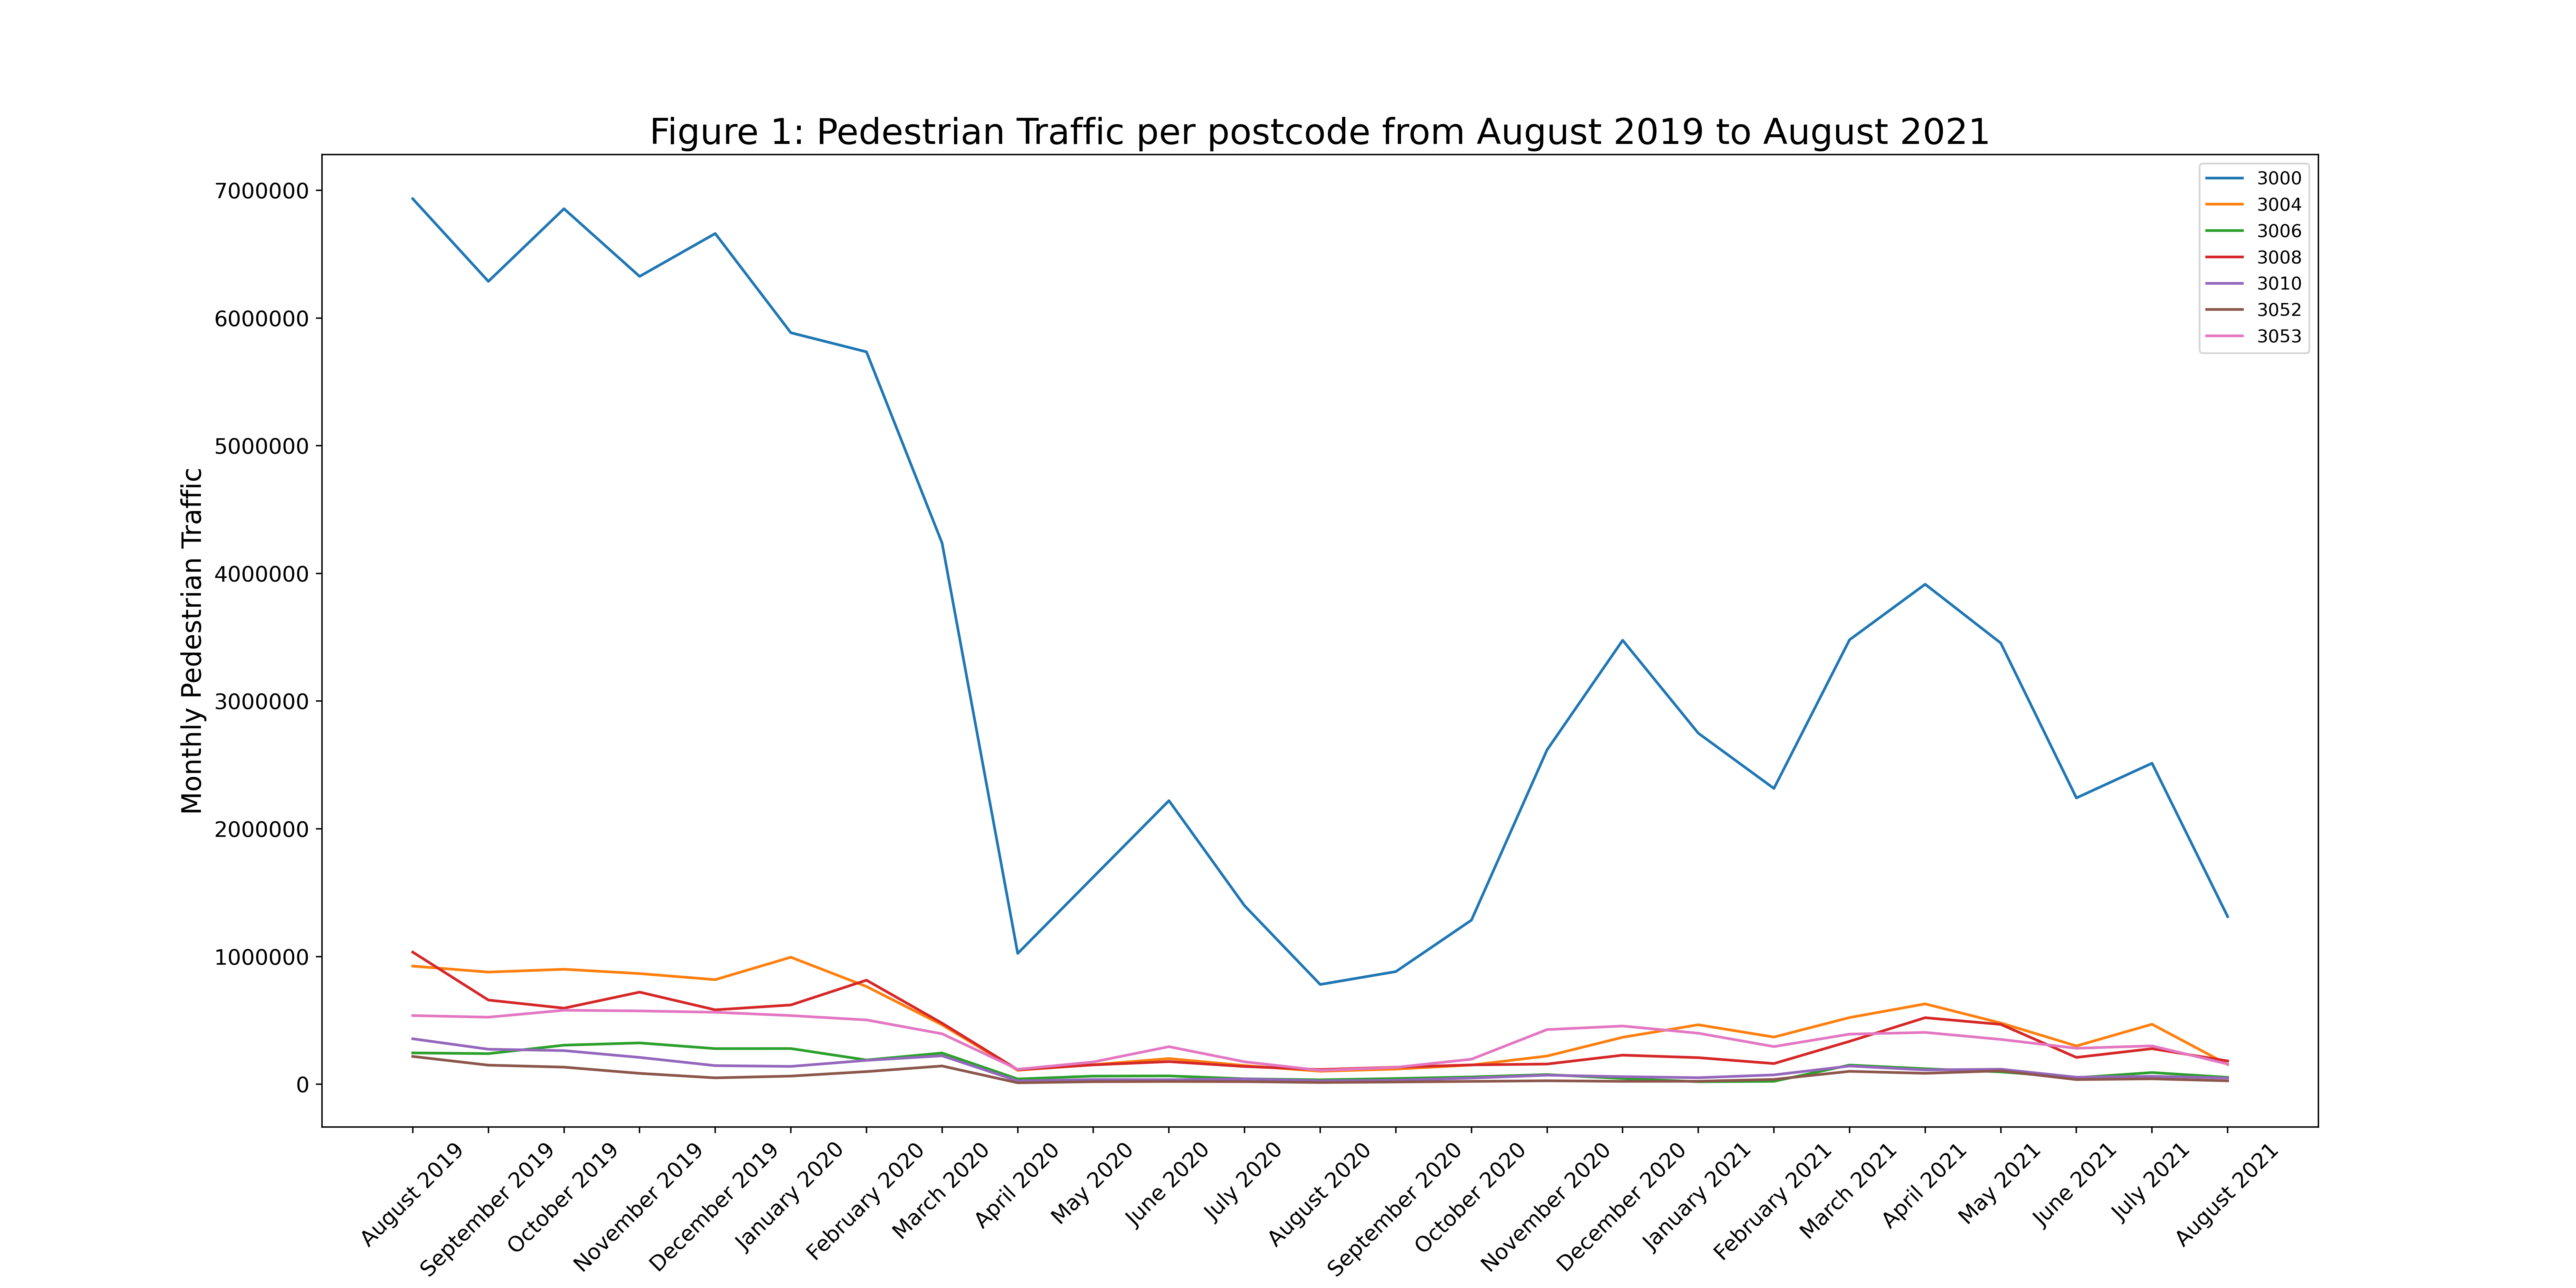 Figure 1: Pedestrian Traffic per postcode from August 2019 to August 2021
Monthly Pedestrian Traffic
7000000
6000000
5000000
4000000
3000000
2000000
1000000
0
3000
3004
3006
3008
3010
3052
3053
August 2019
September 2019
October 2019
November 2019
December 2019
January 2020
February 2020
March 2020
April 2020
May 2020
June 2020
July 2020
August 2020
September 2020
October 2020
November 2020
December 2020
January 2021
February 2021
March 2021
April 2021
May 2021
June 2021
July 2021
August 2021